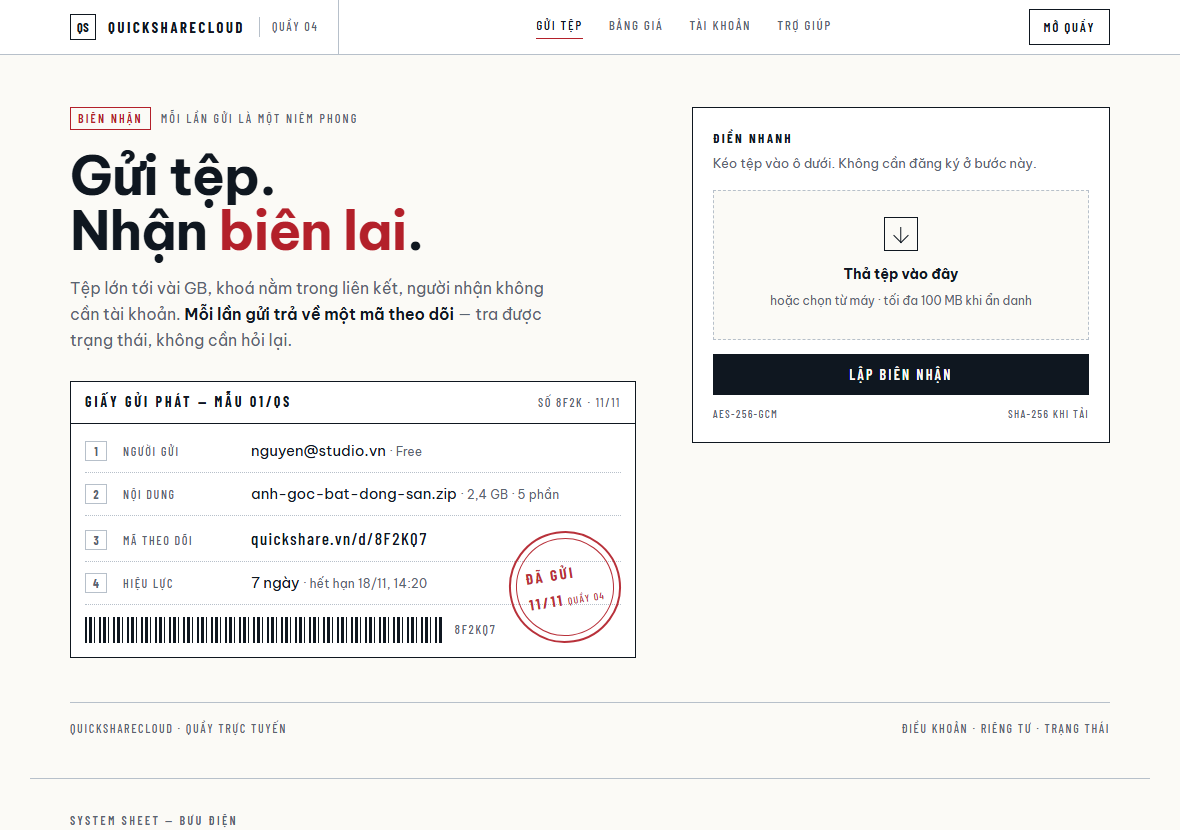 QS QUICKSHARECLOUD QUẦY 04 GỬI TỆP BẢNG GIÁ TÀI KHOẢN TRỢ GIÚP MỞ QUẦY
BIÊN NHẬN MỖI LẦN GỬI LÀ MỘT NIÊM PHONG
Gửi tệp.
Nhận biên lai.
Tệp lớn tới vài GB, khoá nằm trong liên kết, người nhận không
cần tài khoản. Mỗi lần gửi trả về một mã theo dõi — tra được
trạng thái, không cần hỏi lại.
GIẤY GỬI PHÁT — MẪU 01/QS SỐ 8F2K · 11/11
1 NGƯỜI GỬI nguyen@studio.vn · Free
2 NỘI DUNG anh-goc-bat-dong-san.zip · 2,4 GB · 5 phần
3 MÃ THEO DÕI quickshare.vn/d/8F2KQ7
4 HIỆU LỰC 7 ngày · hết hạn 18/11, 14:20
ĐÃ GỬI
11/11 QUẦY 04
8F2KQ7
ĐIỀN NHANH
Kéo tệp vào ô dưới. Không cần đăng ký ở bước này.
Thả tệp vào đây
hoặc chọn từ máy · tối đa 100 MB khi ẩn danh
LẬP BIÊN NHẬN
AES-256-GCM SHA-256 KHI TẢI
QUICKSHARECLOUD · QUẦY TRỰC TUYẾN ĐIỀU KHOẢN · RIÊNG TƯ · TRẠNG THÁI
SYSTEM SHEET — BƯU ĐIỆN